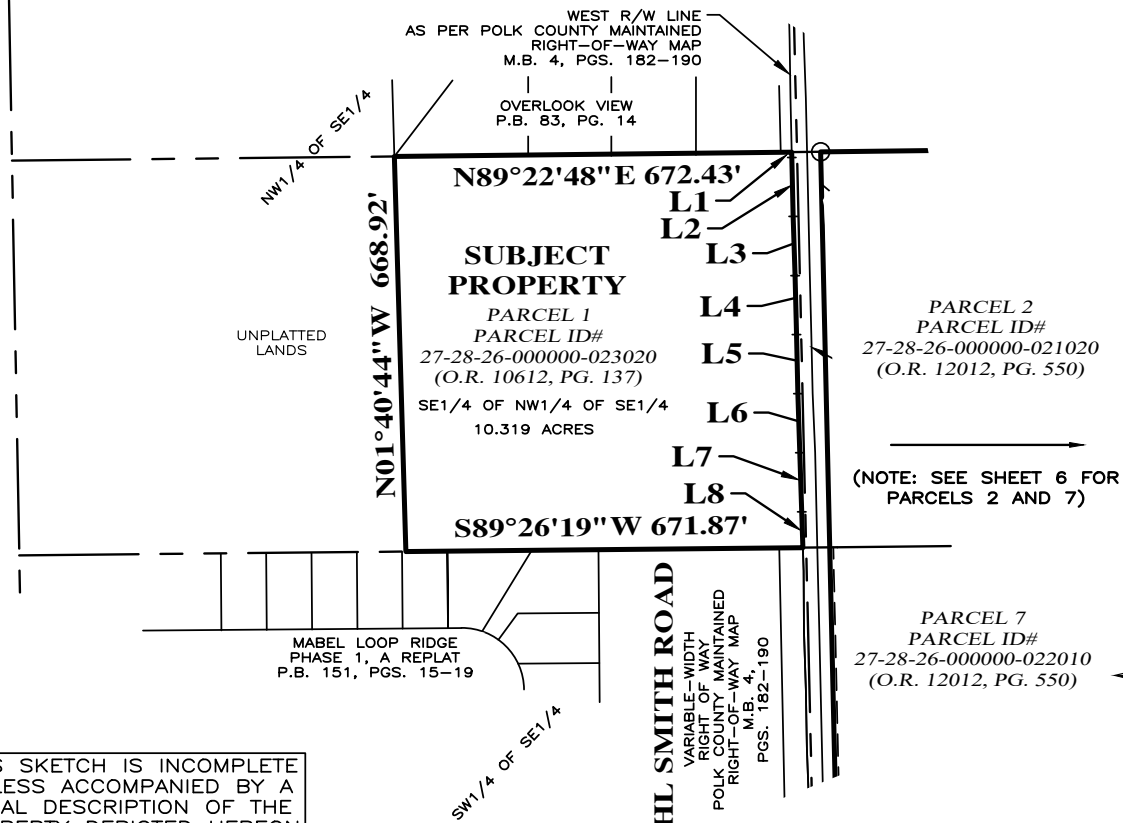 WEST R/W LINE
AS PER POLK COUNTY MAINTAINED
RIGHT-OF-WAY MAP
M.B. 4, PGS. 182-190
OVERLOOK VIEW
P.B. 83, PG. 14
NW1/4 OF SE1/4
N89°22'48"E 672.43'
L1
L2
L3
L4
L5
L6
L7
L8
N01°40'44"W 668.92'
SUBJECT
PROPERTY
PARCEL 1
PARCEL ID#
27-28-26-000000-023020
(O.R. 10612, PG. 137)
SE1/4 OF NW1/4 OF SE1/4
10.319 ACRES
UNPLATTED
LANDS
PARCEL 2
PARCEL ID#
27-28-26-000000-021020
(O.R. 12012, PG. 550)
(NOTE: SEE SHEET 6 FOR
PARCELS 2 AND 7)
S89°26'19"W 671.87'
MABEL LOOP RIDGE
PHASE 1, A REPLAT
P.B. 151, PGS. 15-19
SW1/4 OF SE1/4
HL SMITH ROAD
VARIABLE-WIDTH
RIGHT OF WAY
POLK COUNTY MAINTAINED
RIGHT-OF-WAY MAP
M.B. 4,
PGS. 182-190
PARCEL 7
PARCEL ID#
27-28-26-000000-022010
(O.R. 12012, PG. 550)
S SKETCH IS INCOMPLETE
LESS ACCOMPANIED BY A
AL DESCRIPTION OF THE
PERTY DEPICTED HEREON